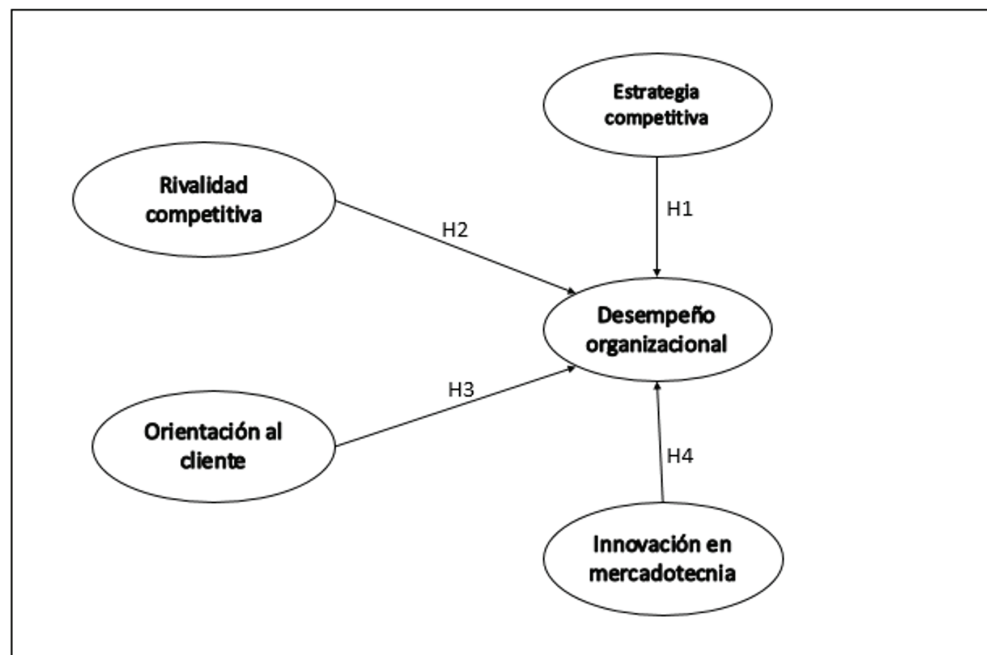 Estrategia
competitiva
Rivalidad
competitiva
H1
H2
Desempeño
organizacional
H3
Orientación al
cliente
H4
Innovación en
mercadotecnia